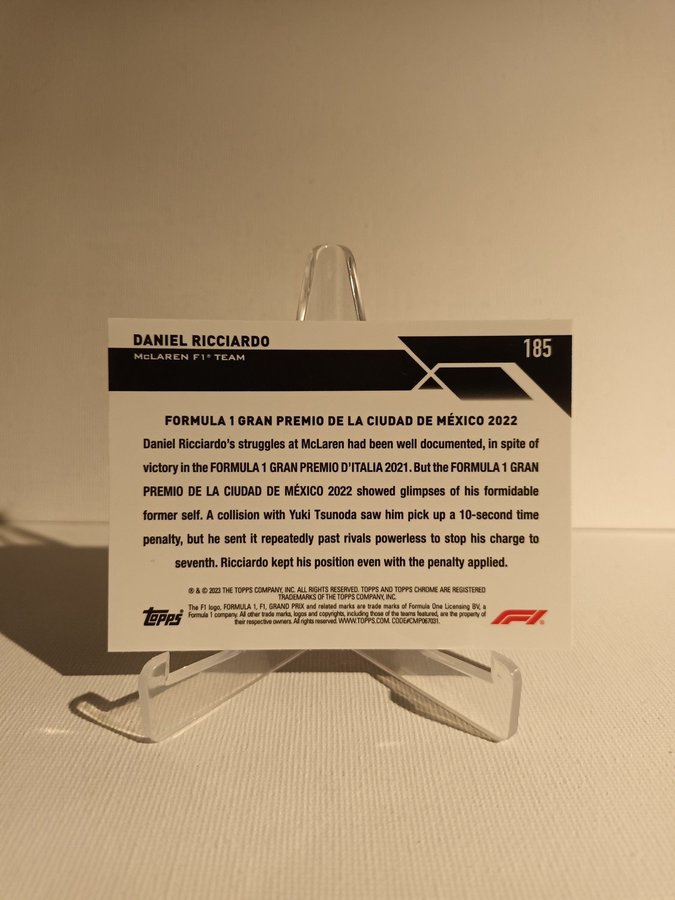 DANIEL RICCIARDO
McLAREN F1® TEAM
185
FORMULA 1 GRAN PREMIO DE LA CIUDAD DE MÉXICO 2022
Daniel Ricciardo's struggles at McLaren had been well documented, in spite of
victory in the FORMULA 1 GRAN PREMIO D'ITALIA 2021. But the FORMULA 1 GRAN
PREMIO DE LA CIUDAD DE MÉXICO 2022 showed glimpses of his formidable
former self. A collision with Yuki Tsunoda saw him pick up a 10-second time
penalty, but he sent it repeatedly past rivals powerless to stop his charge to
seventh. Ricciardo kept his position even with the penalty applied.
® & © 2023 THE TOPPS COMPANY, INC. ALL RIGHTS RESERVED. TOPPS AND TOPPS CHROME ARE REGISTERED
TRADEMARKS OF THE TOPPS COMPANY, INC.
The F1 logo, FORMULA 1, F1, GRAND PRIX and related marks are trade marks of Formula One Licensing BV, a
Formula 1 company. All other trade marks, logos and copyrights, including those of the teams featured, are the property of
their respective owners. All rights reserved. WWW.TOPPS.COM. CODE#CMP067031.
Topps®
F1®